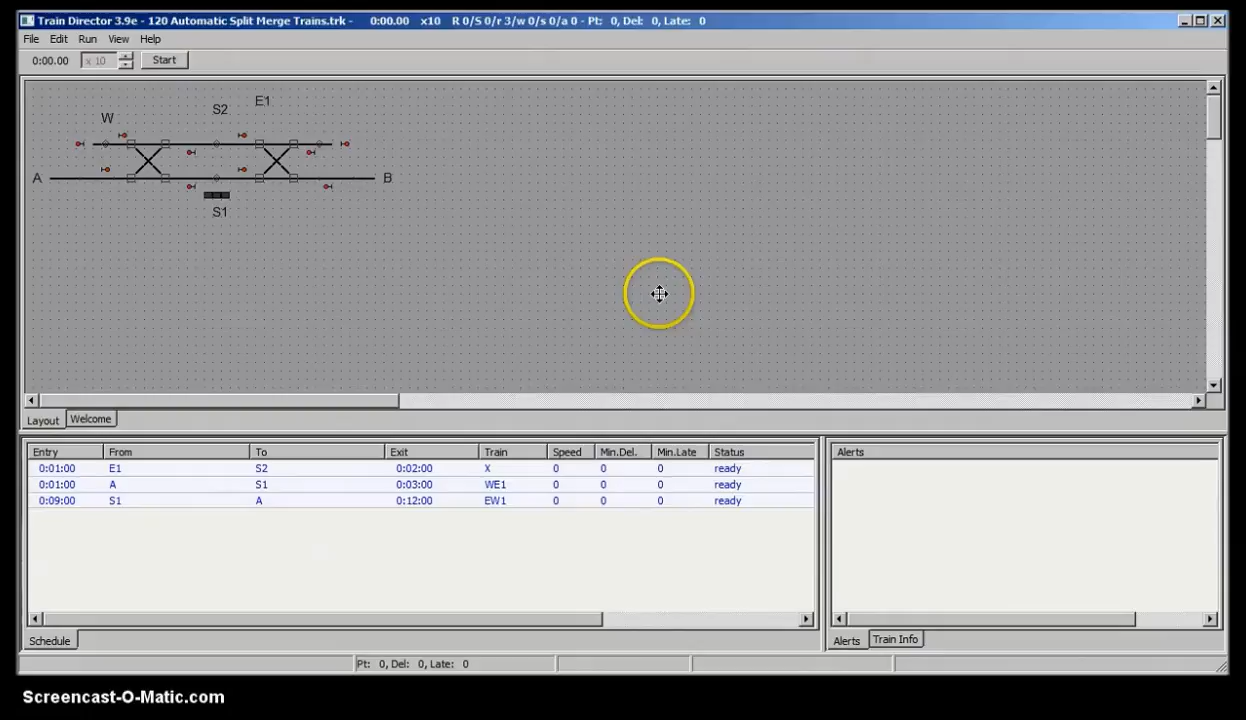 Train Director 3.9e - 120 Automatic Split Merge Trains.trk - 0:00.00 x10 R 0/S 0/r 3/w 0/s 0/a 0 - Pt: 0, Del: 0, Late: 0
File Edit Run View Help
0:00.00 x 10 Start
E1
S2
W
A B
S1
Layout Welcome
Entry From To Exit Train Speed Min.Del. Min.Late Status
0:01:00 E1 S2 0:02:00 X 0 0 0 ready
0:01:00 A S1 0:03:00 WE1 0 0 0 ready
0:09:00 S1 A 0:12:00 EW1 0 0 0 ready
Schedule
Alerts
Alerts Train Info
Pt: 0, Del: 0, Late: 0
Screencast-O-Matic.com